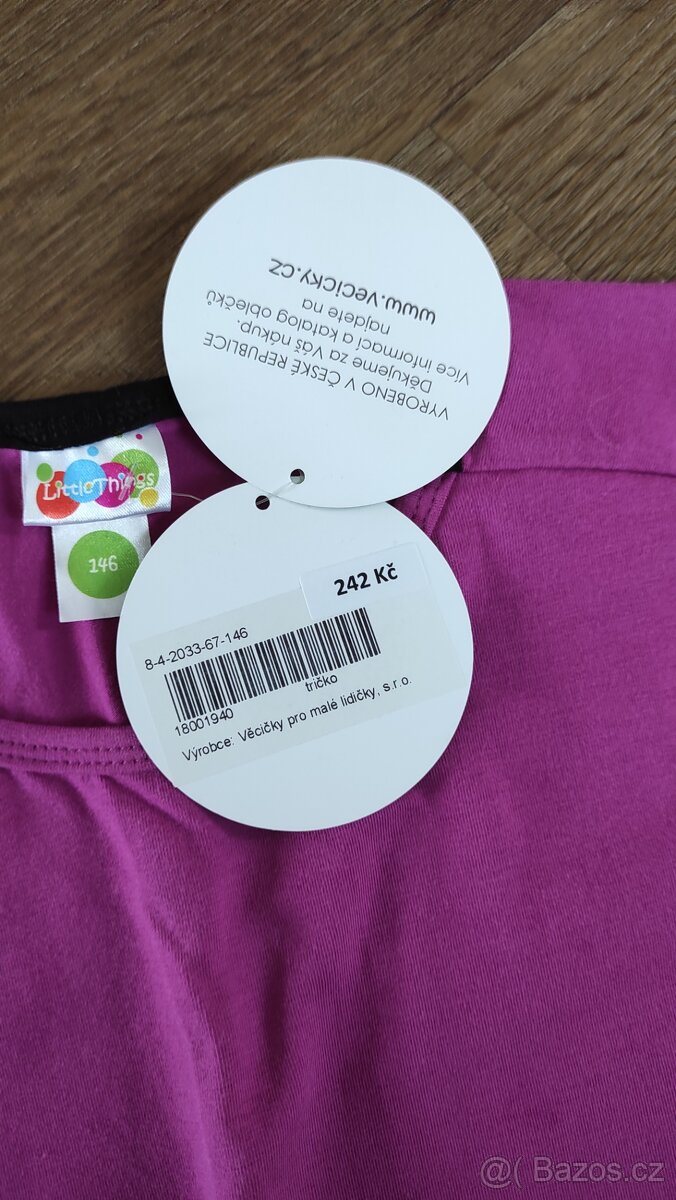 VYROBENO V ČESKÉ REPUBLICE
Děkujeme za Váš nákup.
Více informací a katalog oblečků
najdete na
www.vecicky.cz
LittleThings
146
242 Kč
8-4-2033-67-146
18001940
tričko
Výrobce: Věcičky pro malé lidičky, s.r.o.
@( Bazos.cz